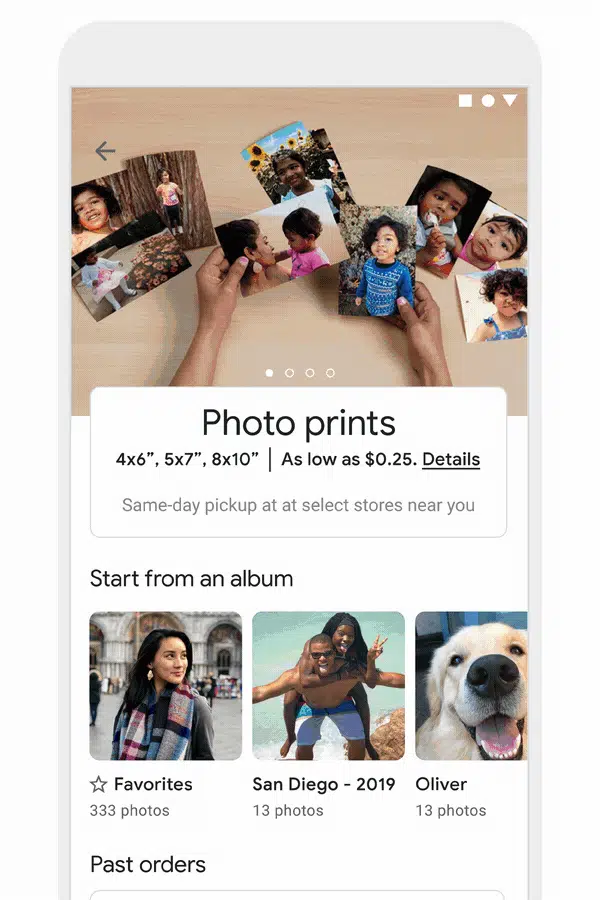 Photo prints
4x6”, 5x7”, 8x10” | As low as $0.25. Details
Same-day pickup at at select stores near you
Start from an album
Favorites
333 photos
San Diego - 2019
13 photos
Oliver
13 photos
Past orders